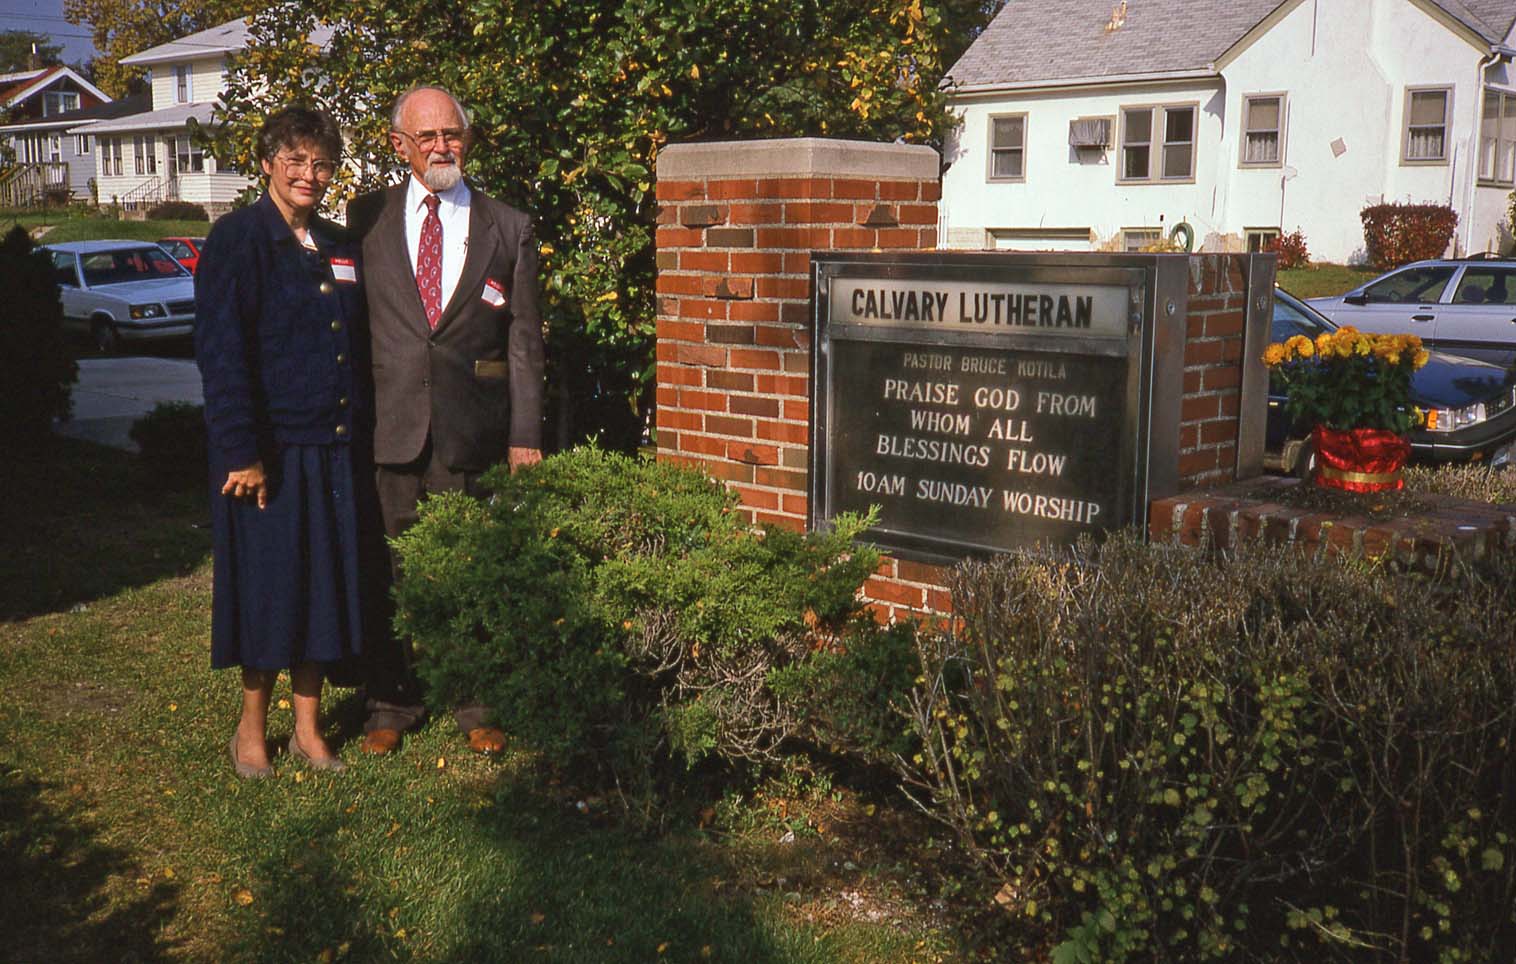 CALVARY LUTHERAN
PASTOR BRUCE KOTILA
PRAISE GOD FROM
WHOM ALL
BLESSINGS FLOW
10AM SUNDAY WORSHIP